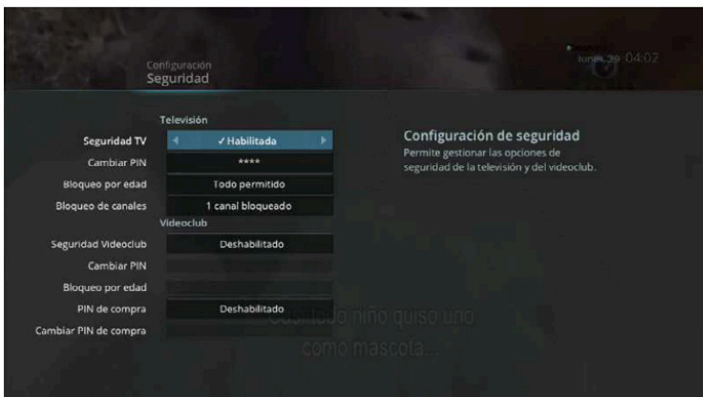 Configuración
Seguridad
lunes 29 04:02
Televisión
Seguridad TV ✓ Habilitada
Cambiar PIN ****
Bloqueo por edad Todo permitido
Bloqueo de canales 1 canal bloqueado
Videoclub
Seguridad Videoclub Deshabilitado
Cambiar PIN
Bloqueo por edad
PIN de compra Deshabilitado
Cambiar PIN de compra
Configuración de seguridad
Permite gestionar las opciones de
seguridad de la televisión y del videoclub.
Casi todo niño quiso uno
como mascota...